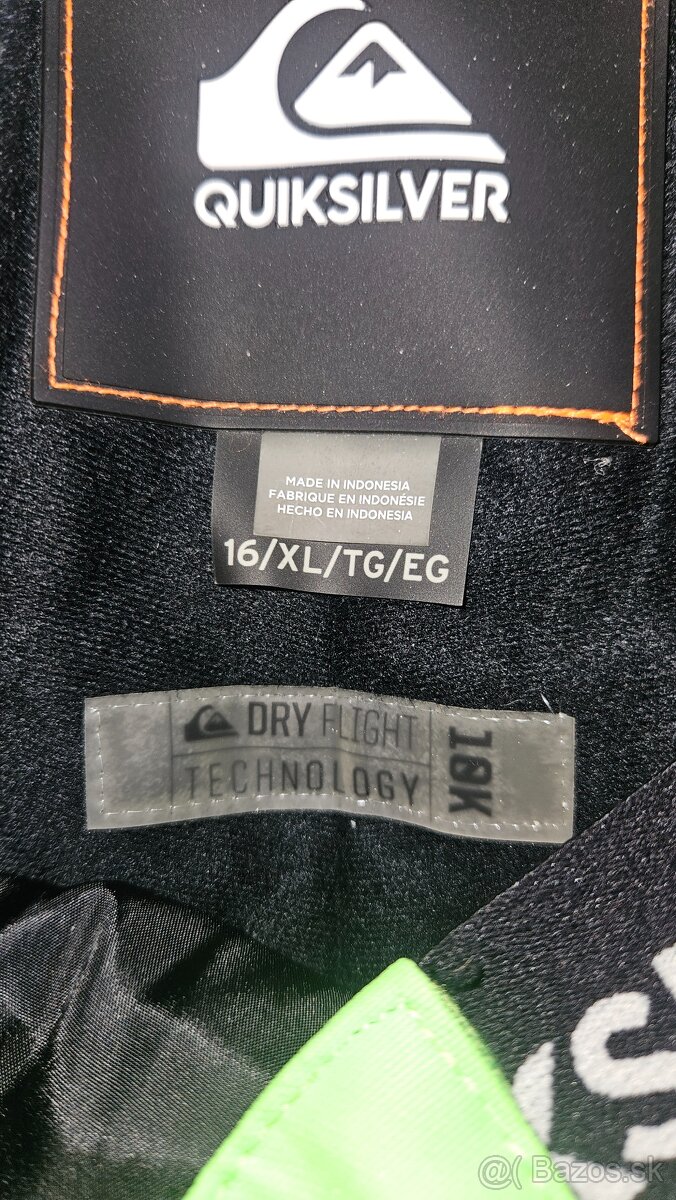 QUIKSILVER
MADE IN INDONESIA
FABRIQUE EN INDONÉSIE
HECHO EN INDONESIA
16/XL/TG/EG
DRY FLIGHT
TECHNOLOGY
10K
S
Bazos.sk